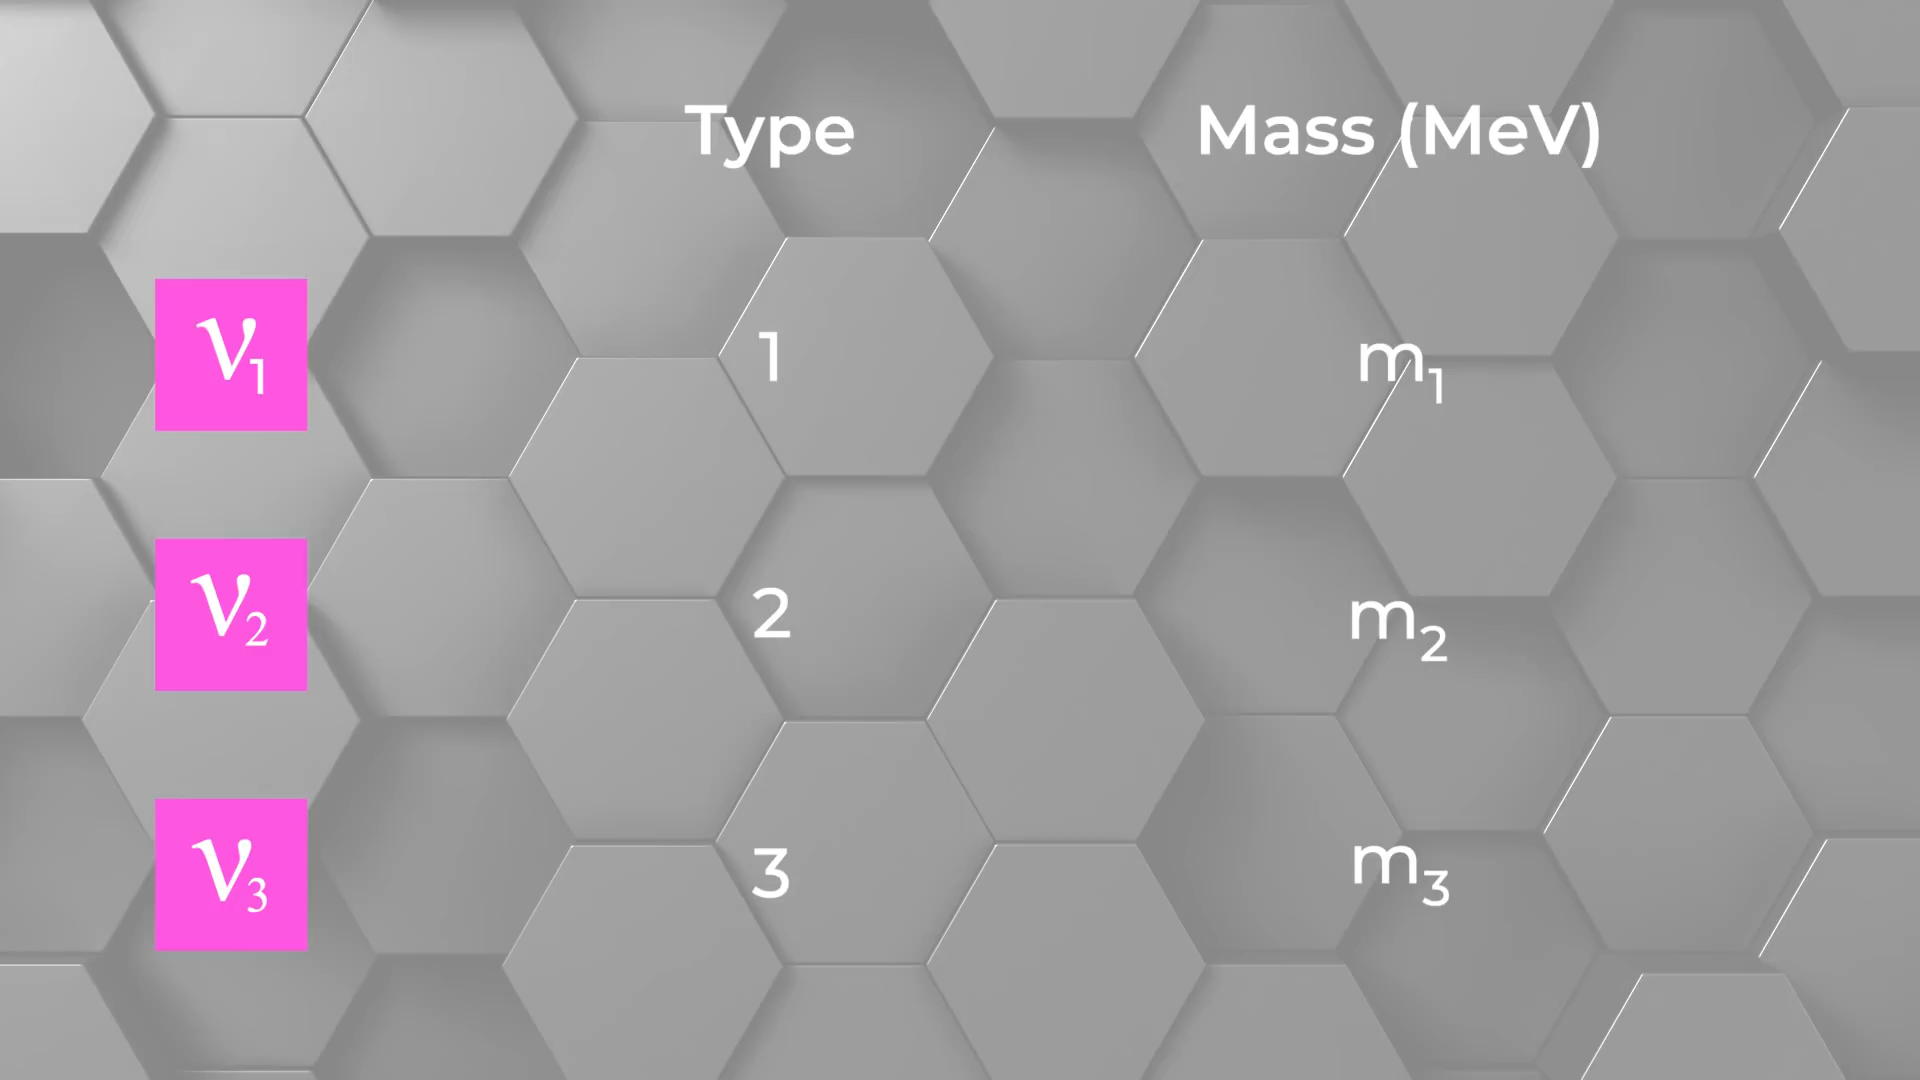 Type Mass (MeV)
ν₁ 1 m₁
ν₂ 2 m₂
ν₃ 3 m₃